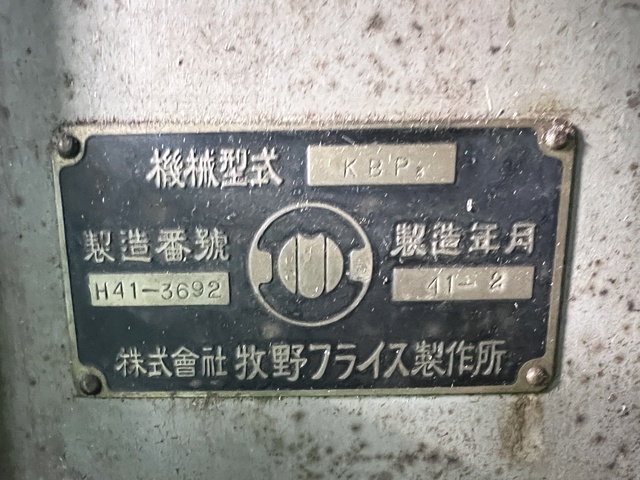 機械型式 KBP
製造番號 製造年月
H41-3692 41-2
株式會社 牧野フライス製作所